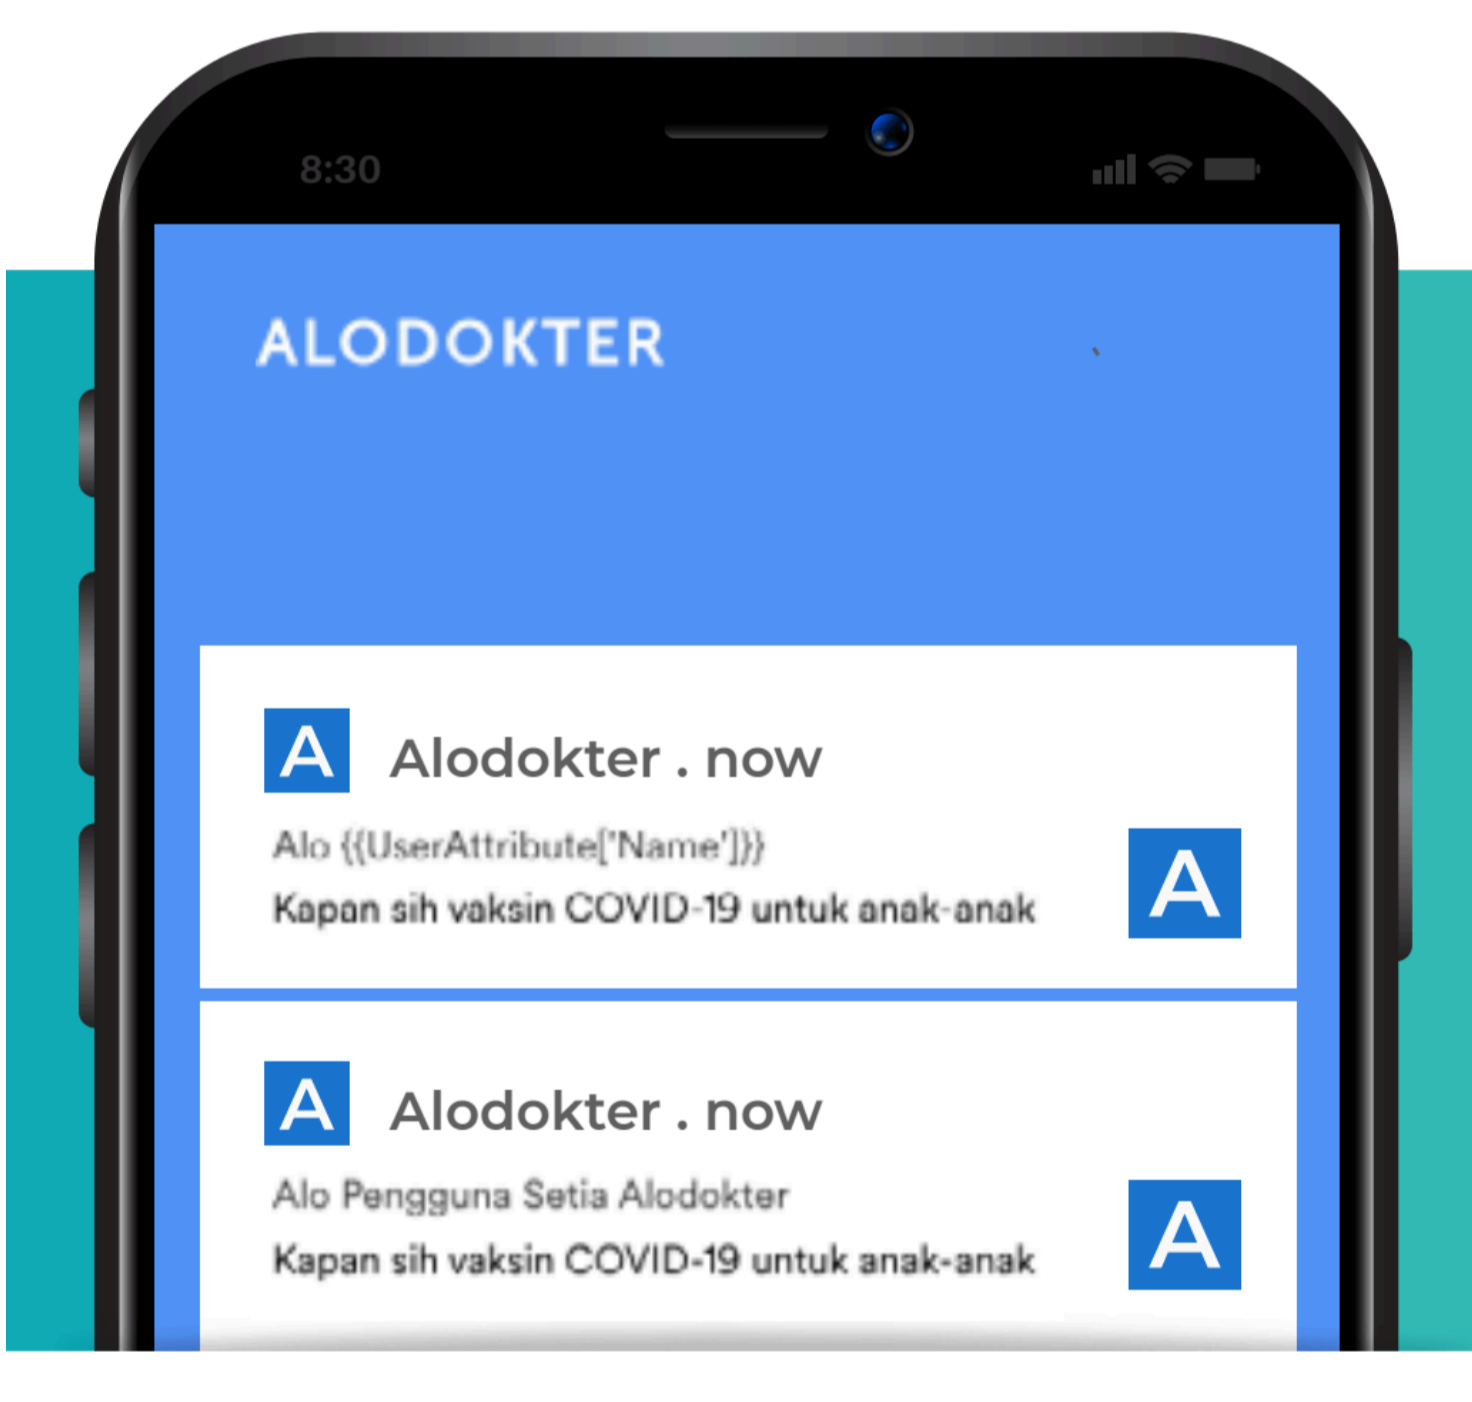 8:30
ALODOKTER
A Alodokter . now
Alo {{UserAttribute['Name']}}
Kapan sih vaksin COVID-19 untuk anak-anak
A
A Alodokter . now
Alo Pengguna Setia Alodokter
Kapan sih vaksin COVID-19 untuk anak-anak
A